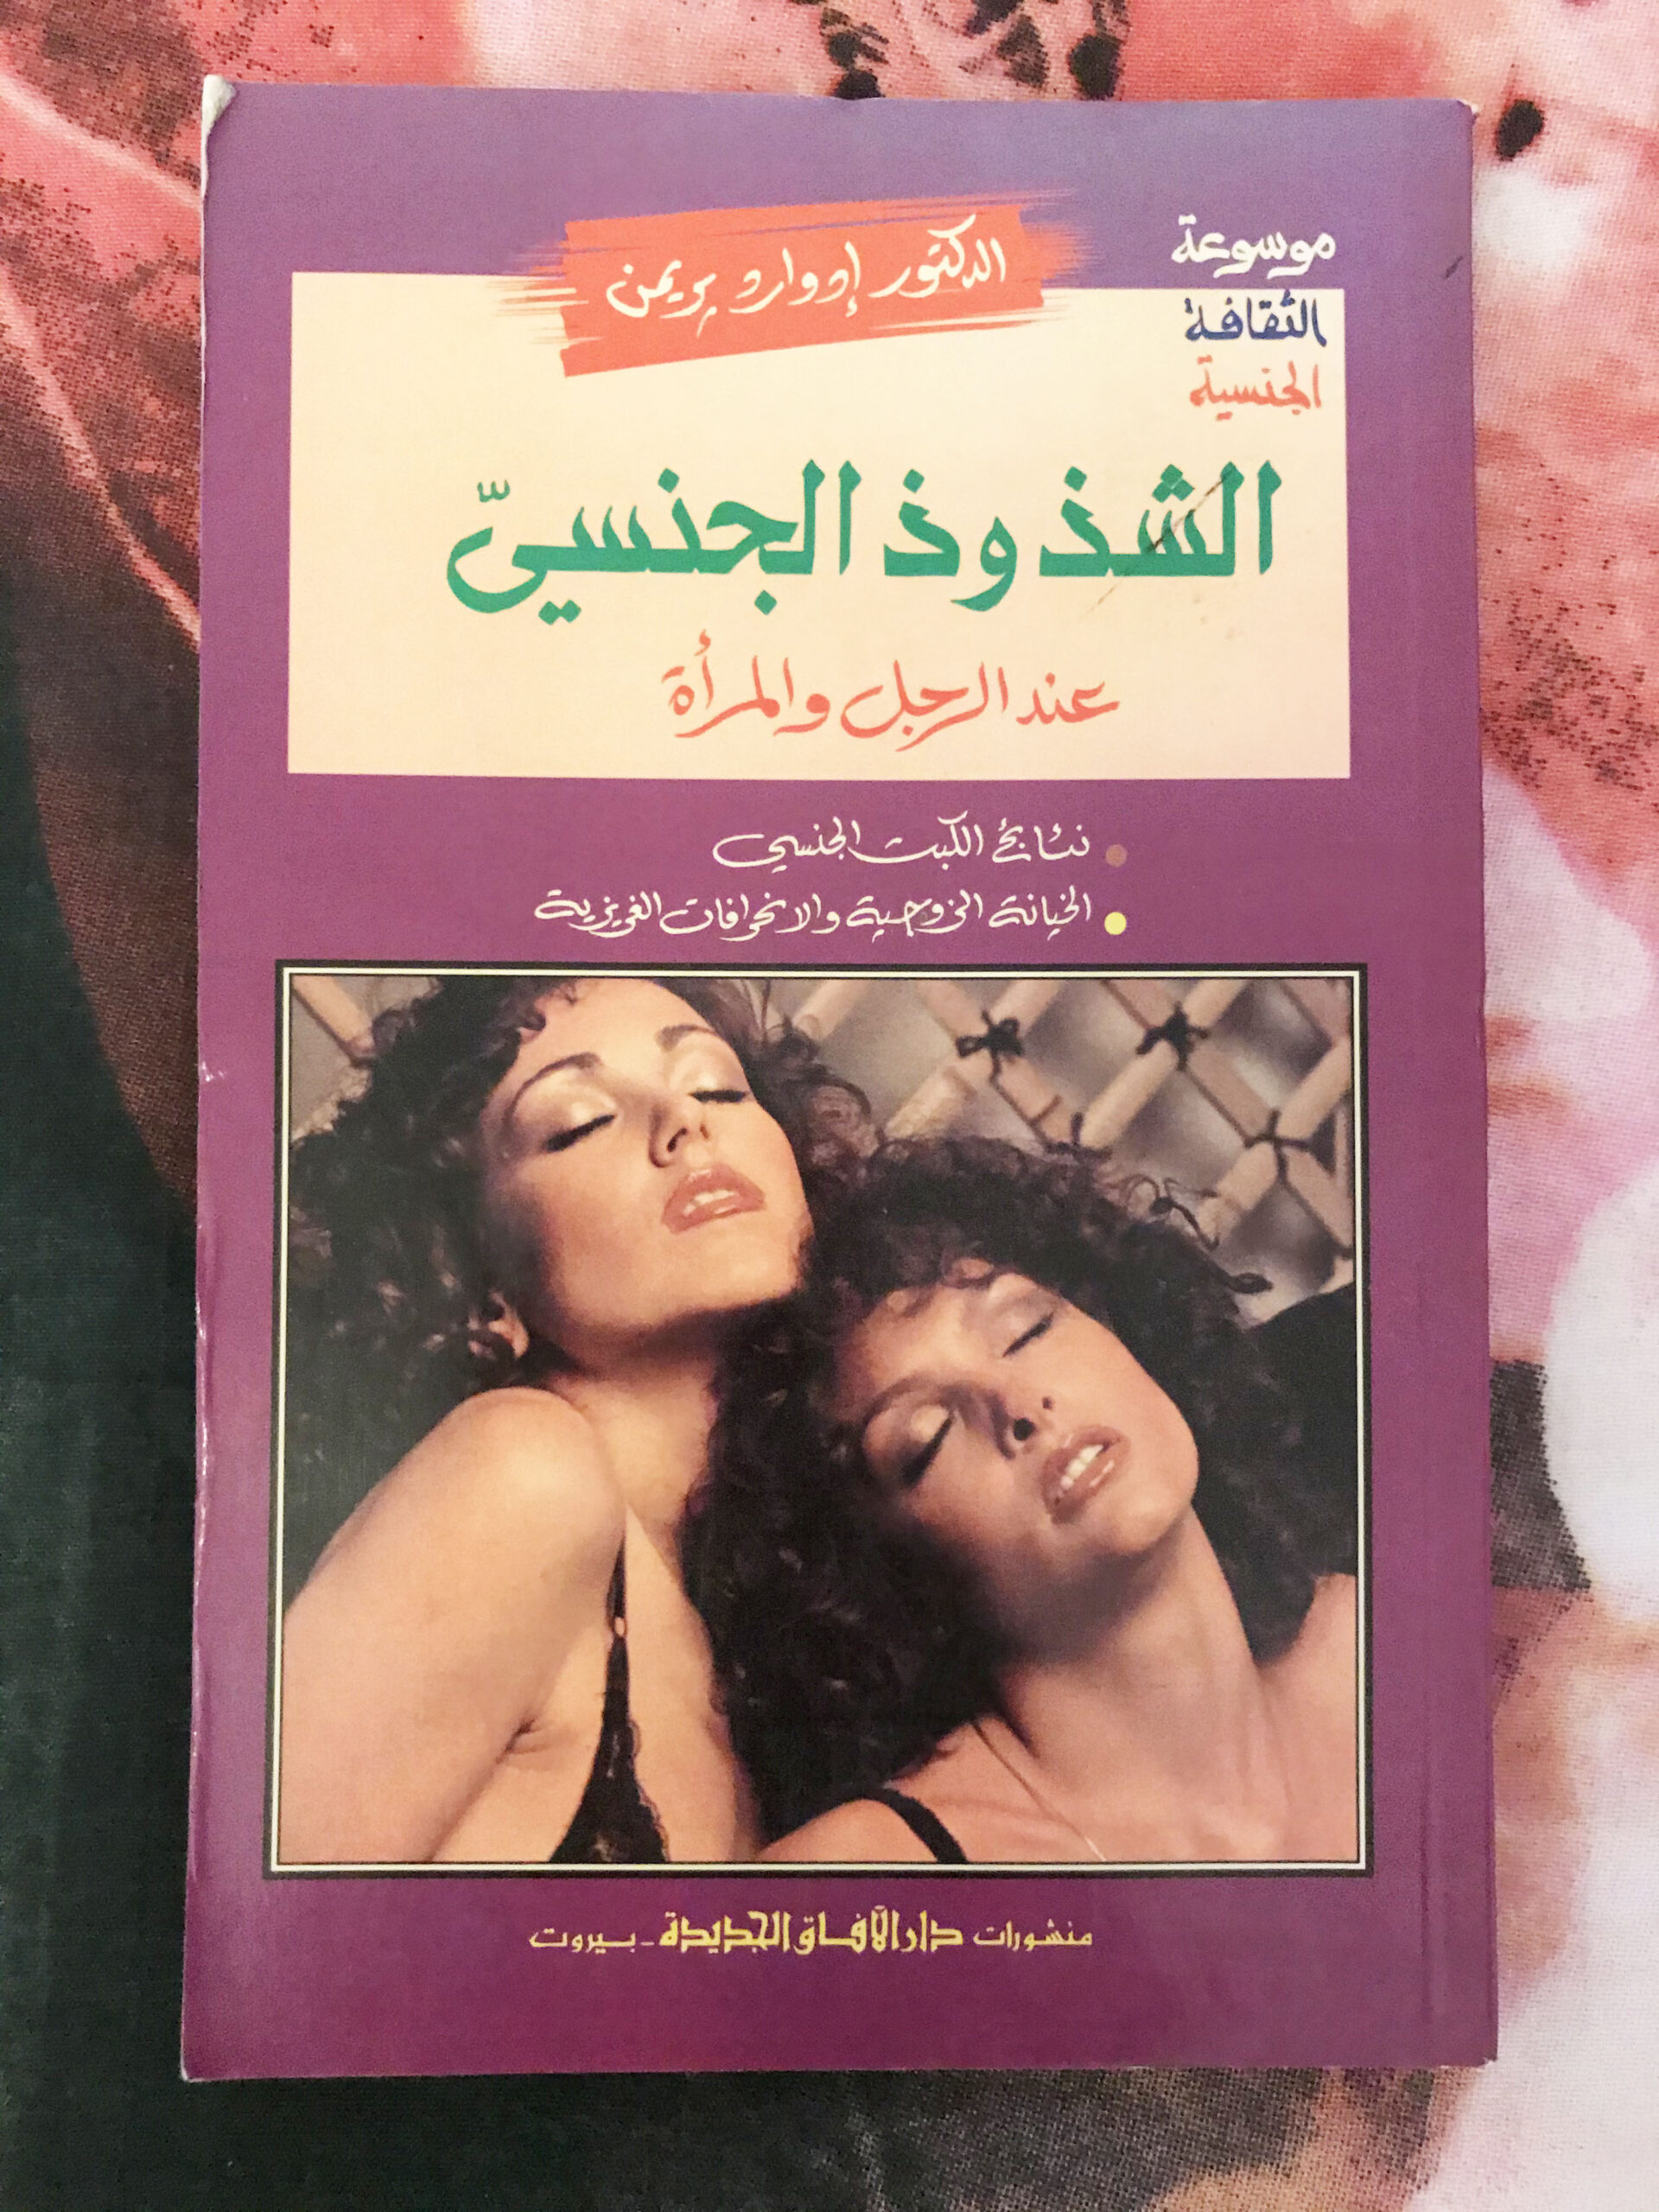 موسوعة
الثقافة
الجنسية
الدكتور إدوارد پريمن
الشذوذ الجنسيّ
عند الرجل والمرأة
• نتائج الكبت الجنسي
• الخيانة الزوجية والانحرافات الغريزية
منشورات دار الآفاق الجديدة - بيروت